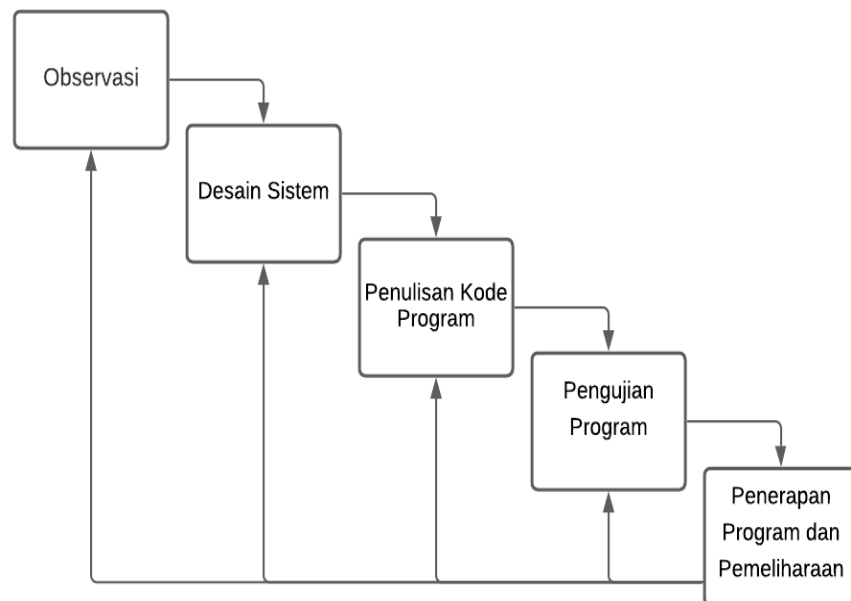 Observasi
Desain Sistem
Penulisan Kode
Program
Pengujian
Program
Penerapan
Program dan
Pemeliharaan